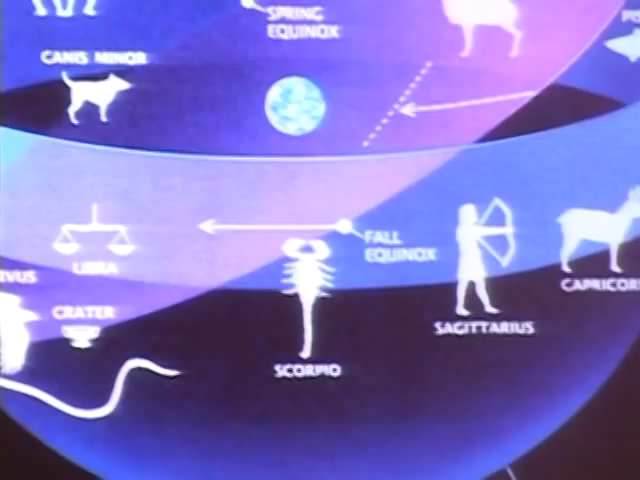 SPRING
EQUINOX
CANIS MINOR
FALL
EQUINOX
LIBRA
CAPRICOR
CRATER
SAGITTARIUS
SCORPIO